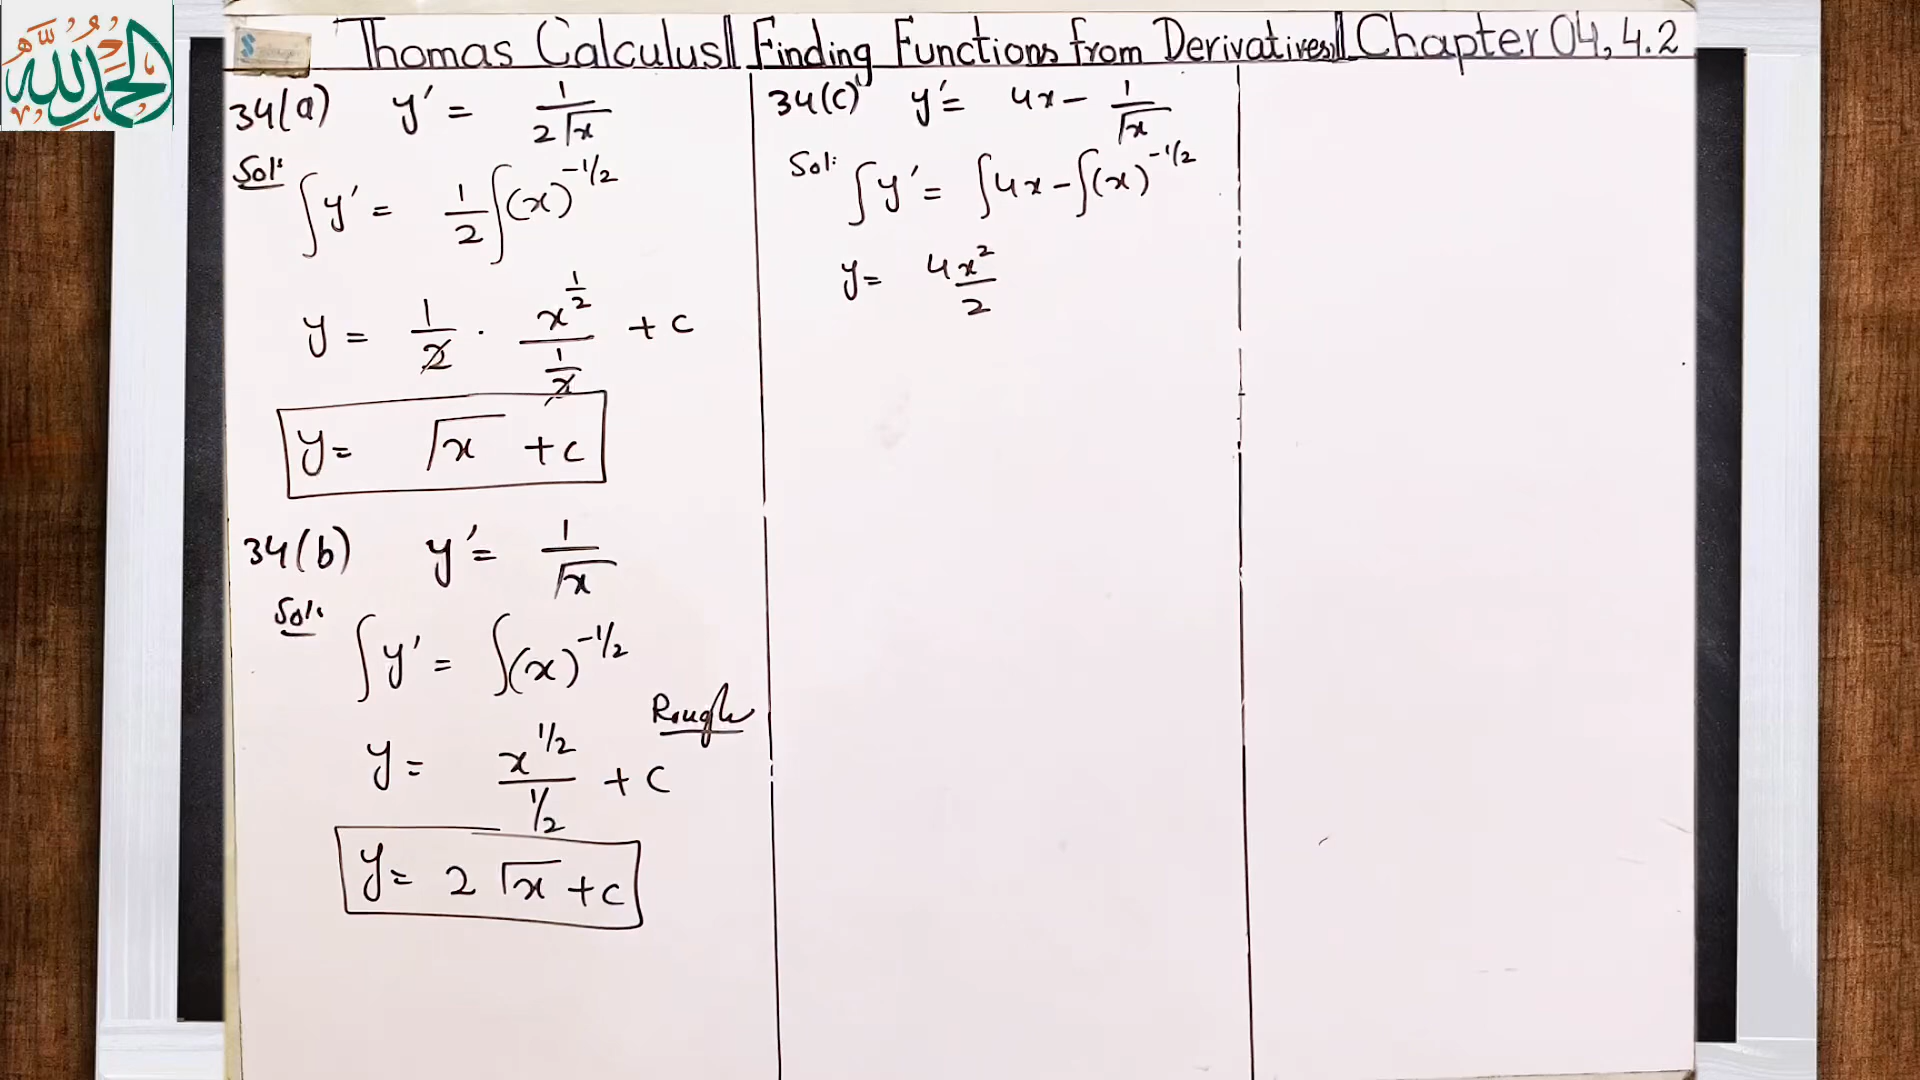 الحمد لله
Thomas Calculus|| Finding Functions from Derivatives|| Chapter 04, 4.2
34(a) y' = 1/(2√x)
Sol:
∫y' = 1/2 ∫(x)^(-1/2)
y = 1/2 · x^(1/2)/(1/2) + c
y = √x + c
34(b) y' = 1/√x
Sol:
∫y' = ∫(x)^(-1/2)
Rough
y = x^(1/2)/(1/2) + c
y = 2√x + c
34(c) y' = 4x - 1/√x
Sol:
∫y' = ∫4x - ∫(x)^(-1/2)
y = 4x²/2